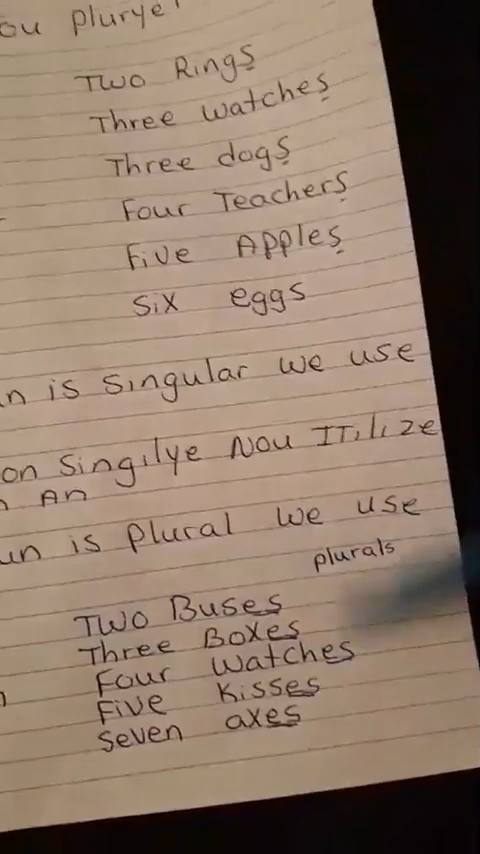 ou plurye
Two Rings
Three watches
Three dogs
Four Teachers
Five Apples
Six eggs
n is Singular we use
on Singilye Nou ITilize
An
un is plural we use
plurals
Two Buses
Three Boxes
Four Watches
Five Kisses
Seven axes